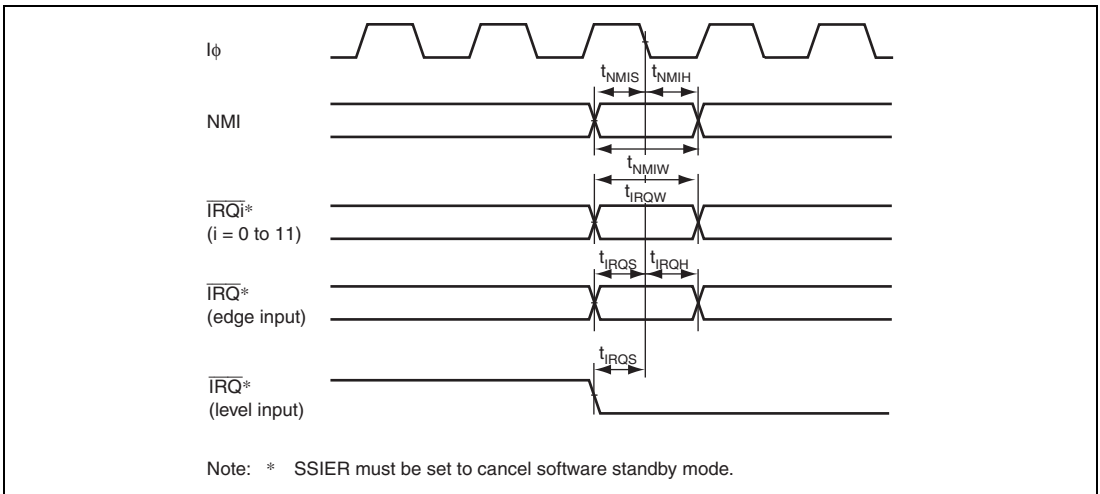 Iϕ
tNMIS tNMIH
NMI
tNMIW
tIRQW
IRQi*
(i = 0 to 11)
tIRQS tIRQH
IRQ*
(edge input)
tIRQS
IRQ*
(level input)
Note: * SSIER must be set to cancel software standby mode.